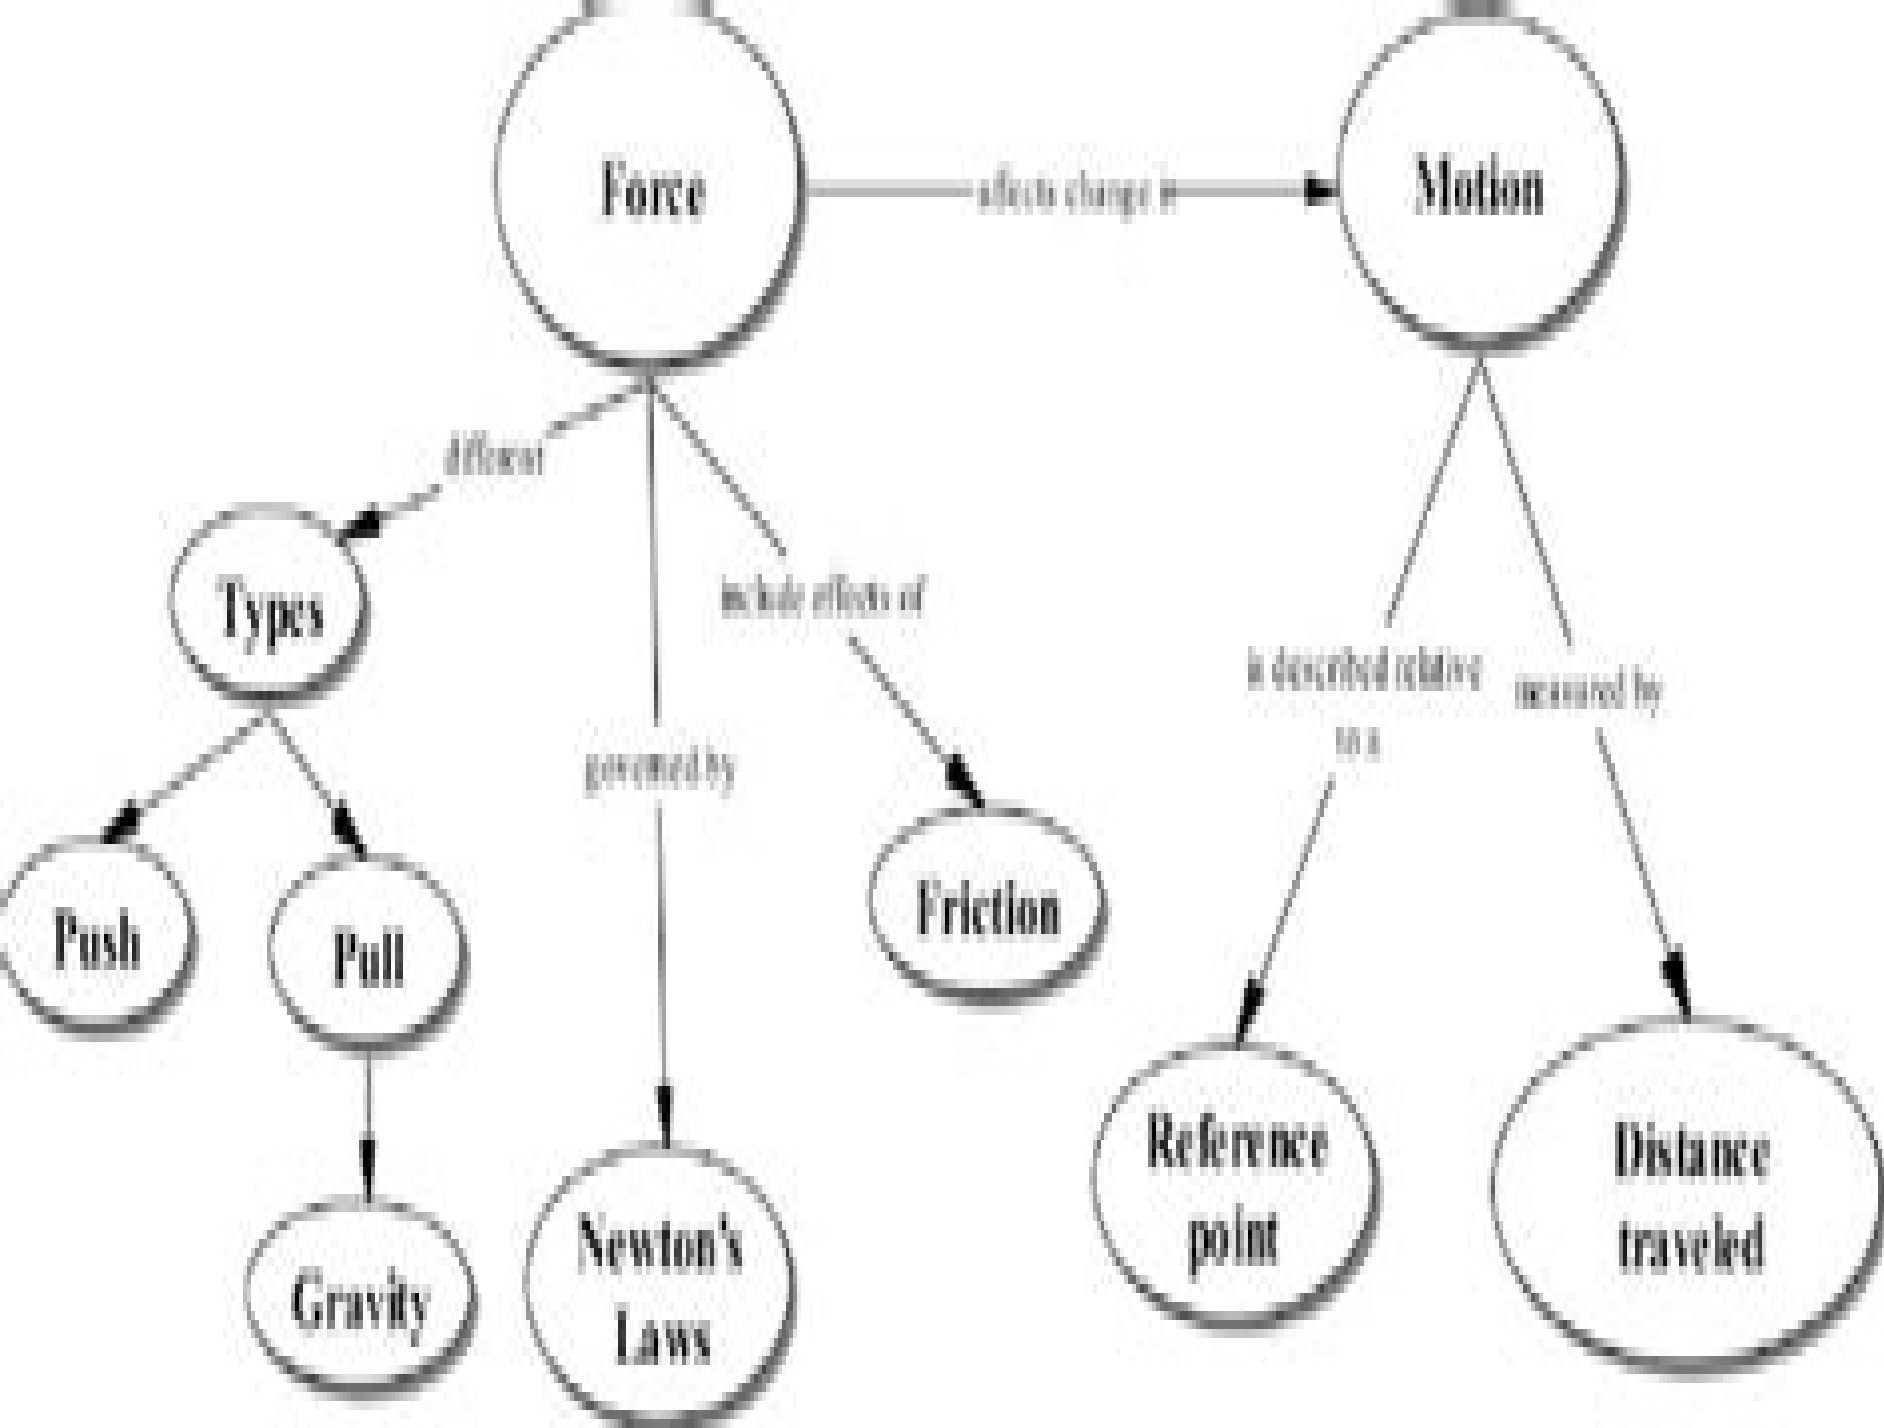 Force
affects change in
Motion
different
Types
include effects of
is described relative
to a
measured by
governed by
Push
Pull
Friction
Reference
point
Distance
traveled
Gravity
Newton's
Laws